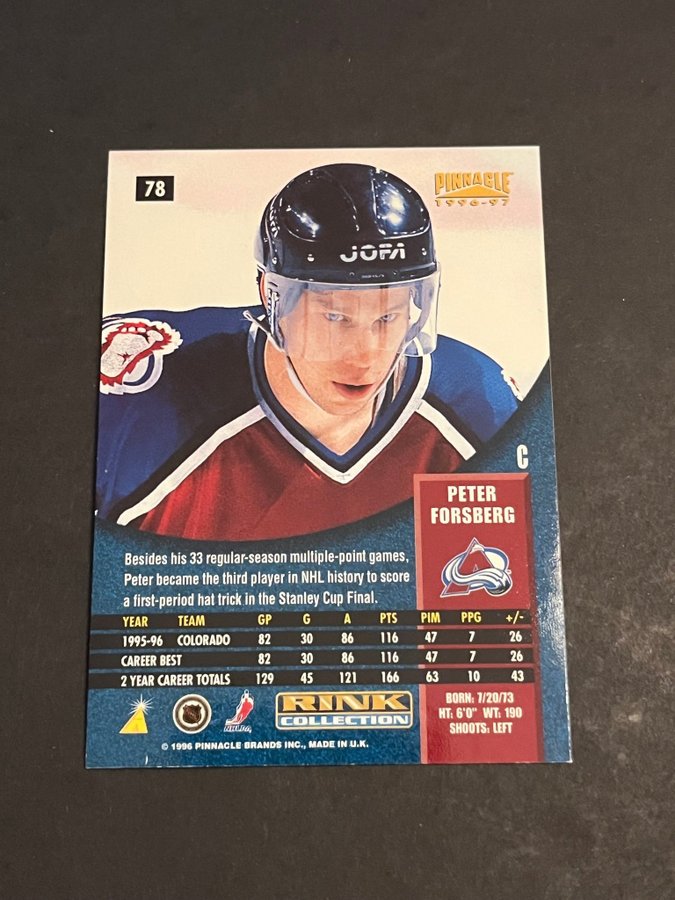 78
PINNACLE
1996-97
JOFA
C
PETER
FORSBERG
Besides his 33 regular-season multiple-point games,
Peter became the third player in NHL history to score
a first-period hat trick in the Stanley Cup Final.
YEAR TEAM GP G A PTS PIM PPG +/-
1995-96 COLORADO 82 30 86 116 47 7 26
CAREER BEST 82 30 86 116 47 7 26
2 YEAR CAREER TOTALS 129 45 121 166 63 10 43
BORN: 7/20/73
HT: 6'0" WT: 190
SHOOTS: LEFT
NHLPA
RINK
COLLECTION
© 1996 PINNACLE BRANDS INC., MADE IN U.K.